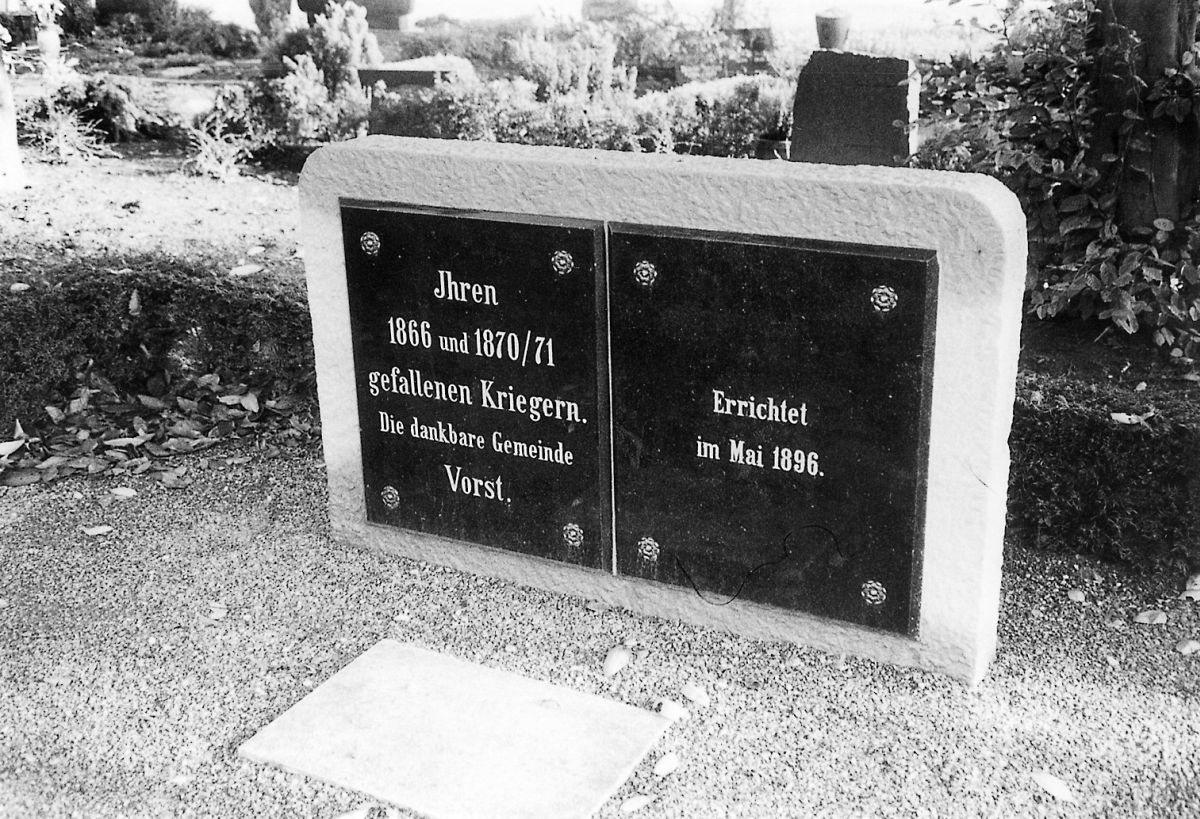 Jhren
1866 und 1870/71
gefallenen Kriegern.
Die dankbare Gemeinde
Vorst.
Errichtet
im Mai 1896.